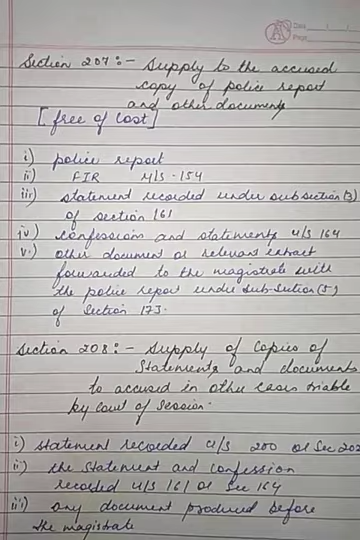 Date
Page
Section 207:- Supply to the accused
copy of police report
and other documents
[free of cost]
i) police report
ii) FIR u/s-154
iii) statement recorded under subsection(3)
of section 161
iv) confessions and statements u/s 164
v) other document or relevant extract
forwarded to the magistrate with
the police report under sub-section(5)
of section 173.
Section 208:- Supply of Copies of
Statements and documents
to accused in other cases triable
by Court of Session.
i) statement recorded u/s 200 or Sec 202
ii) the statement and confession
recorded u/s 161 or Sec 164
iii) any document produced before
the magistrate